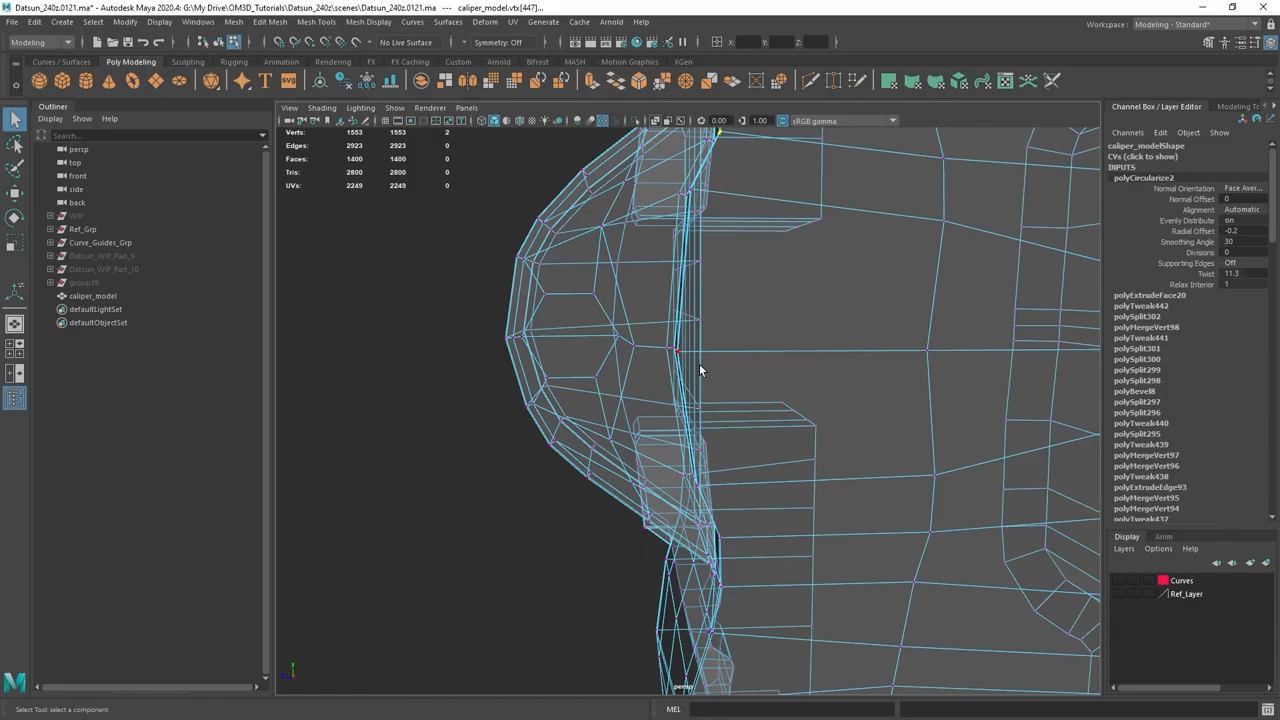 Datsun_240z.0121.ma* - Autodesk Maya 2020.4: G:\My Drive\OM3D_Tutorials\Datsun_240z\scenes\Datsun_240z.0121.ma* --- caliper_model.vtx[447]...
File Edit Create Select Modify Display Windows Mesh Edit Mesh Mesh Tools Mesh Display Curves Surfaces Deform UV Generate Cache Arnold Help
Workspace : Modeling - Standard*
Modeling No Live Surface Symmetry: Off X: Y: Z:
Curves / Surfaces Poly Modeling Sculpting Rigging Animation Rendering FX FX Caching Custom Arnold Bifrost MASH Motion Graphics XGen
Outliner
Display Show Help
Search...
persp
top
front
side
back
WIP
Ref_Grp
Curve_Guides_Grp
Datsun_WIP_Part_9
Datsun_WIP_Part_10
group39
caliper_model
defaultLightSet
defaultObjectSet
View Shading Lighting Show Renderer Panels
0.00 1.00 sRGB gamma
Verts: 1553 1553 2
Edges: 2923 2923 0
Faces: 1400 1400 0
Tris: 2800 2800 0
UVs: 2249 2249 0
persp
Channel Box / Layer Editor Modeling Tc
Channels Edit Object Show
caliper_modelShape
CVs (click to show)
INPUTS
polyCircularize2
Normal Orientation Face Aver...
Normal Offset 0
Alignment Automatic
Evenly Distribute on
Radial Offset -0.2
Smoothing Angle 30
Divisions 0
Supporting Edges Off
Twist 11.3
Relax Interior 1
polyExtrudeFace20
polyTweak442
polySplit302
polyMergeVert98
polyTweak441
polySplit301
polySplit300
polySplit299
polySplit298
polyBevel8
polySplit297
polySplit296
polyTweak440
polySplit295
polyTweak439
polyMergeVert97
polyMergeVert96
polyTweak438
polyExtrudeEdge93
polyMergeVert95
polyMergeVert94
polyTweak437
Display Anim
Layers Options Help
Curves
Ref_Layer
Select Tool: select a component
MEL